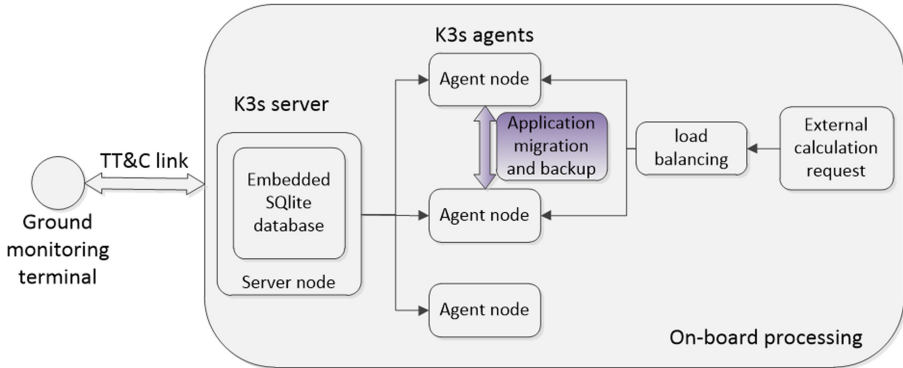 K3s agents
Agent node
K3s server
Application
migration
and backup
load
balancing
External
calculation
request
TT&C link
Embedded
SQlite
database
Agent node
Ground
monitoring
terminal
Server node
Agent node
On-board processing